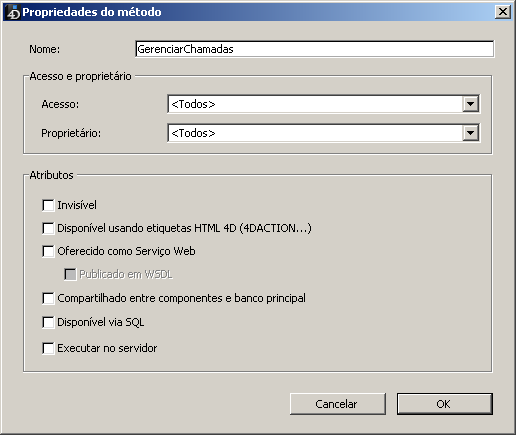 Propriedades do método
Nome:
GerenciarChamadas
Acesso e proprietário
Acesso:
<Todos>
Proprietário:
<Todos>
Atributos
Invisível
Disponível usando etiquetas HTML 4D (4DACTION...)
Oferecido como Serviço Web
Publicado em WSDL
Compartilhado entre componentes e banco principal
Disponível via SQL
Executar no servidor
Cancelar
OK